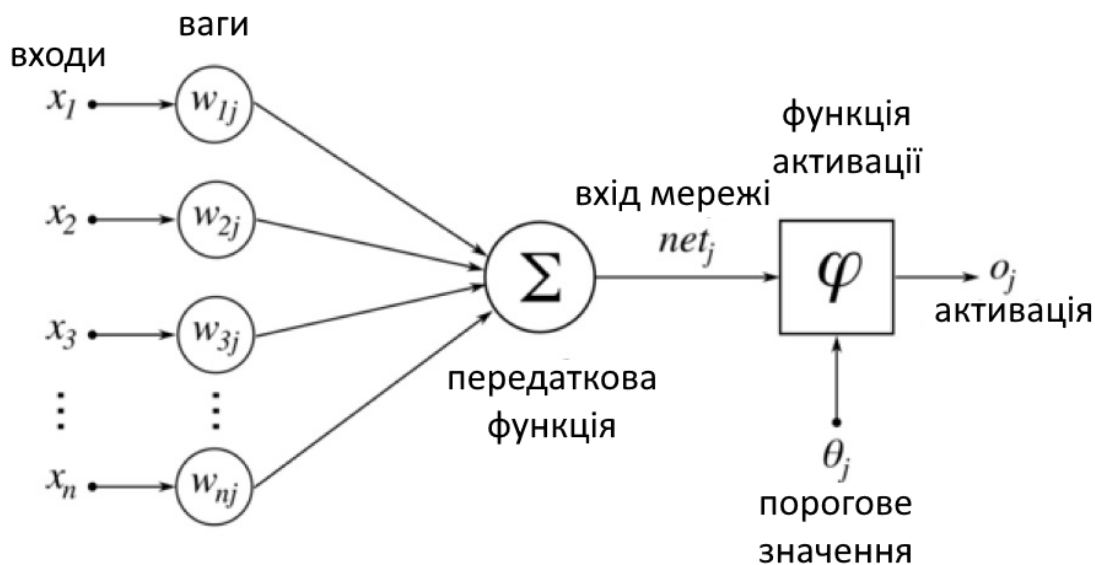 ваги
входи
x₁
w₁ⱼ
x₂
w₂ⱼ
x₃
w₃ⱼ
⋮
⋮
xₙ
wₙⱼ
Σ
передаткова
функція
вхід мережі
netⱼ
функція
активації
φ
oⱼ
активація
θⱼ
порогове
значення